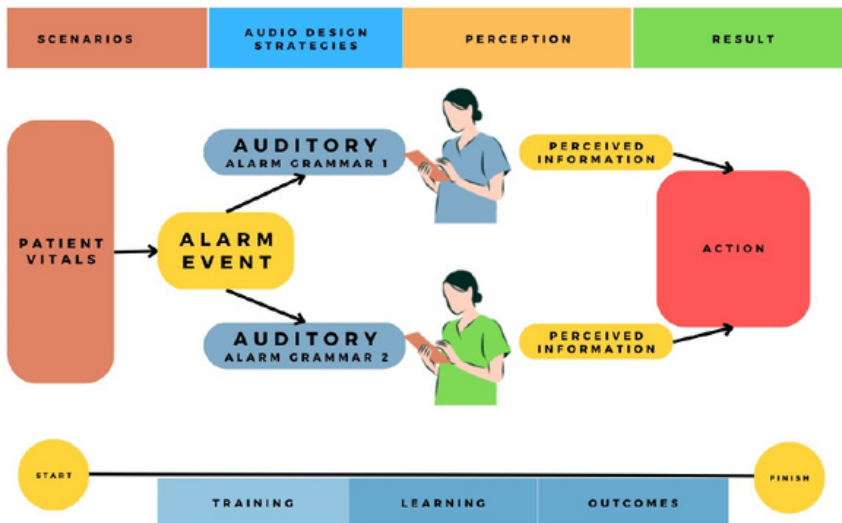 SCENARIOS
AUDIO DESIGN
STRATEGIES
PERCEPTION
RESULT
AUDITORY
ALARM GRAMMAR 1
PERCEIVED
INFORMATION
PATIENT
VITALS
ALARM
EVENT
ACTION
AUDITORY
ALARM GRAMMAR 2
PERCEIVED
INFORMATION
START
FINISH
TRAINING
LEARNING
OUTCOMES